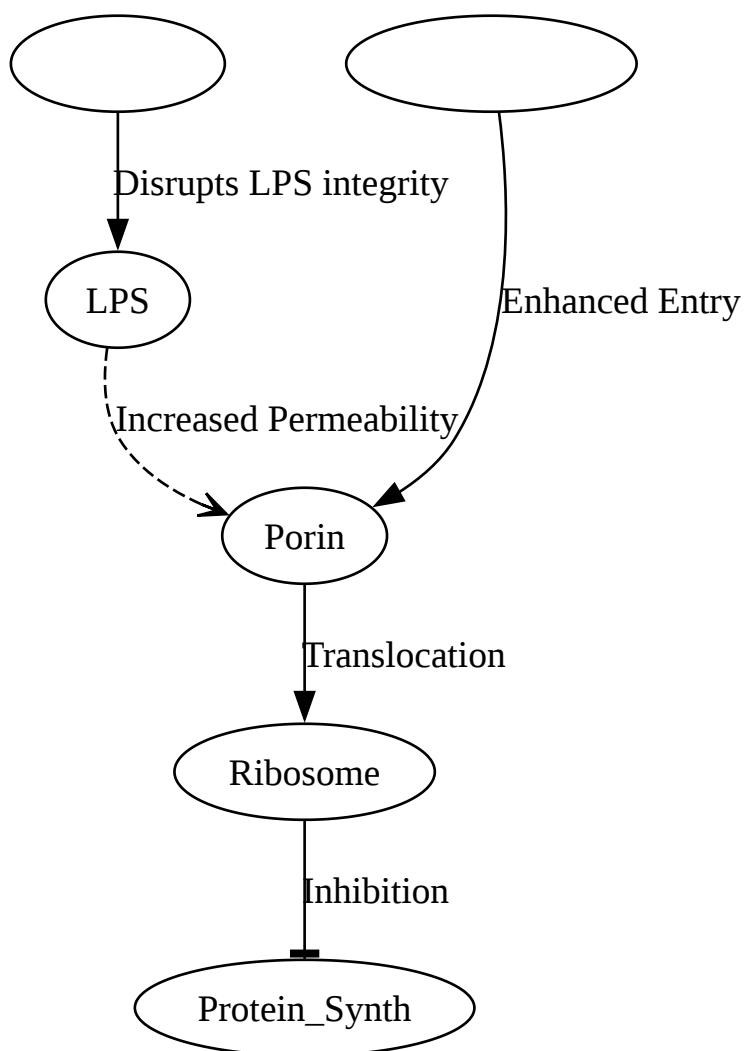 Disrupts LPS integrity
LPS
Enhanced Entry
Increased Permeability
Porin
Translocation
Ribosome
Inhibition
Protein_Synth